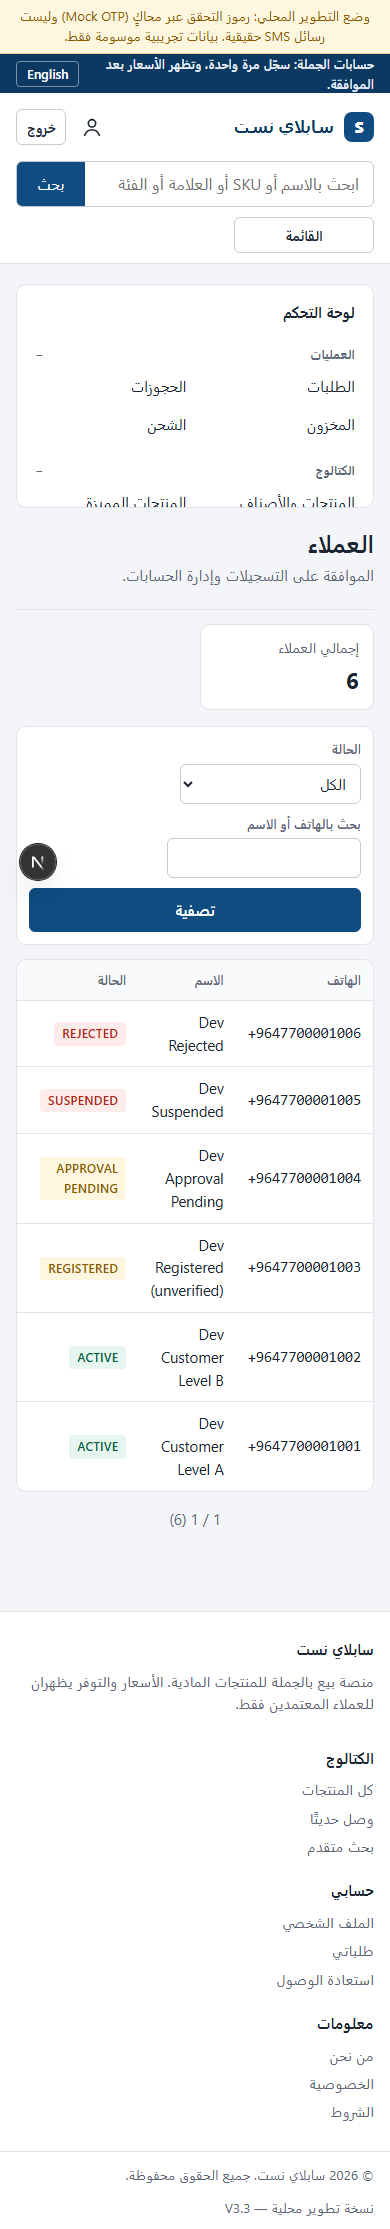 وضع التطوير المحلي: رموز التحقق عبر محاكٍ (Mock OTP) وليست
رسائل SMS حقيقية. بيانات تجريبية موسومة فقط.
حسابات الجملة: سجّل مرة واحدة، وتظهر الأسعار بعد
الموافقة.
English
S
سابلاي نست
خروج
ابحث بالاسم أو SKU أو العلامة أو الفئة
بحث
القائمة
لوحة التحكم
العمليات –
الطلبات الحجوزات
المخزون الشحن
الكتالوج –
المنتجات والأصناف المنتجات المميزة
العملاء
الموافقة على التسجيلات وإدارة الحسابات.
إجمالي العملاء
6
الحالة
الكل
بحث بالهاتف أو الاسم
N
تصفية
الهاتف الاسم الحالة
+9647700001006 Dev Rejected REJECTED
+9647700001005 Dev Suspended SUSPENDED
+9647700001004 Dev Approval Pending APPROVAL PENDING
+9647700001003 Dev Registered (unverified) REGISTERED
+9647700001002 Dev Customer Level B ACTIVE
+9647700001001 Dev Customer Level A ACTIVE
1 / 1 (6)
سابلاي نست
منصة بيع بالجملة للمنتجات المادية. الأسعار والتوفر يظهران
للعملاء المعتمدين فقط.
الكتالوج
كل المنتجات
وصل حديثًا
بحث متقدم
حسابي
الملف الشخصي
طلباتي
استعادة الوصول
معلومات
من نحن
الخصوصية
الشروط
© 2026 سابلاي نست. جميع الحقوق محفوظة.
نسخة تطوير محلية — V3.3